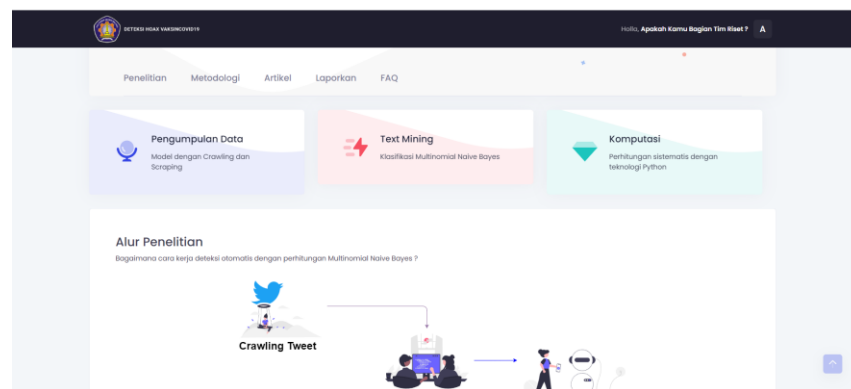 DETEKSI HOAX VAKSINCOVID19
Hallo, Apakah Kamu Bagian Tim Riset ? A
Penelitian Metodologi Artikel Laporkan FAQ
Pengumpulan Data
Model dengan Crawling dan
Scraping
Text Mining
Klasifikasi Multinomial Naive Bayes
Komputasi
Perhitungan sistematis dengan
teknologi Python
Alur Penelitian
Bagaimana cara kerja deteksi otomatis dengan perhitungan Multinomial Naive Bayes ?
Crawling Tweet